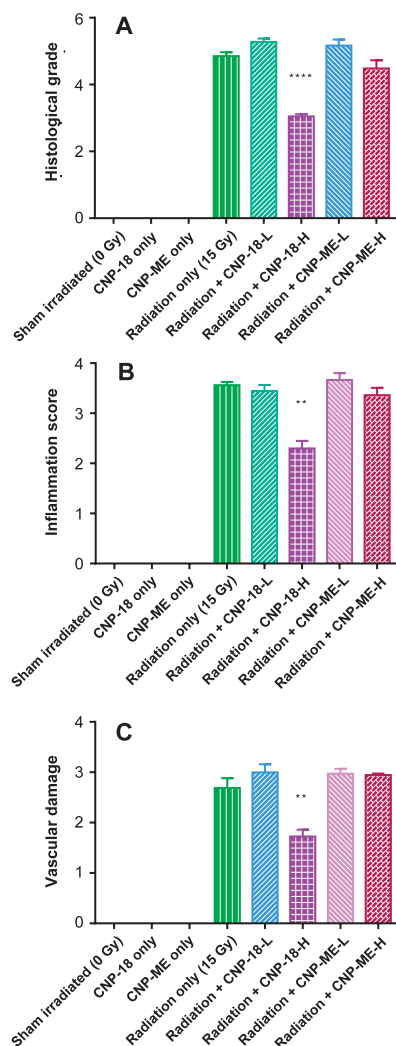 A
Histological grade
6
4
2
0
****
Sham irradiated (0 Gy)
CNP-18 only
CNP-ME only
Radiation only (15 Gy)
Radiation + CNP-18-L
Radiation + CNP-18-H
Radiation + CNP-ME-L
Radiation + CNP-ME-H
B
Inflammation score
4
3
2
1
0
**
Sham irradiated (0 Gy)
CNP-18 only
CNP-ME only
Radiation only (15 Gy)
Radiation + CNP-18-L
Radiation + CNP-18-H
Radiation + CNP-ME-L
Radiation + CNP-ME-H
C
Vascular damage
4
3
2
1
0
**
Sham irradiated (0 Gy)
CNP-18 only
CNP-ME only
Radiation only (15 Gy)
Radiation + CNP-18-L
Radiation + CNP-18-H
Radiation + CNP-ME-L
Radiation + CNP-ME-H